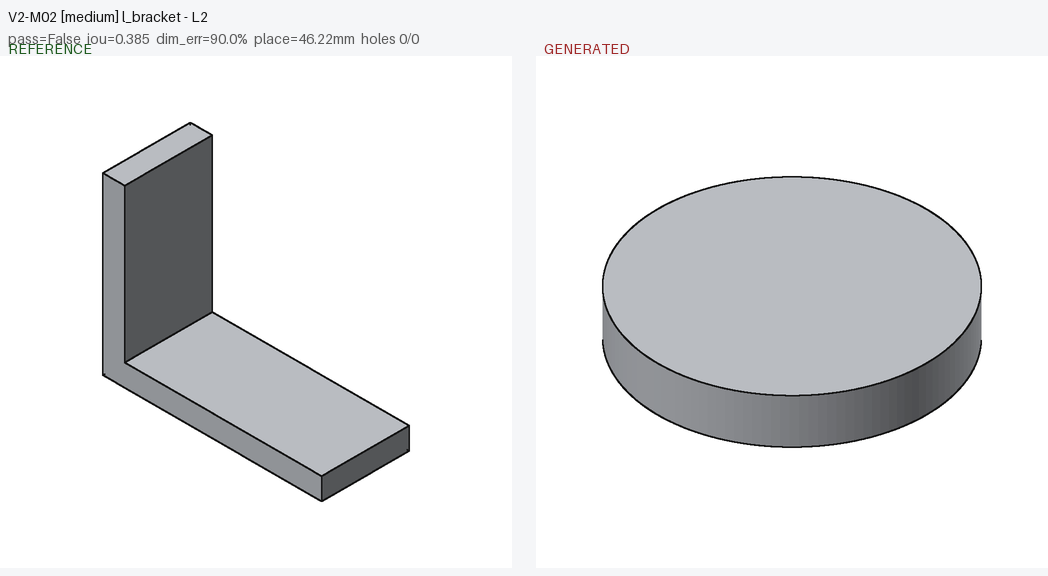 V2-M02 [medium] l_bracket - L2
pass=False iou=0.385 dim_err=90.0% place=46.22mm holes 0/0
REFERENCE
GENERATED